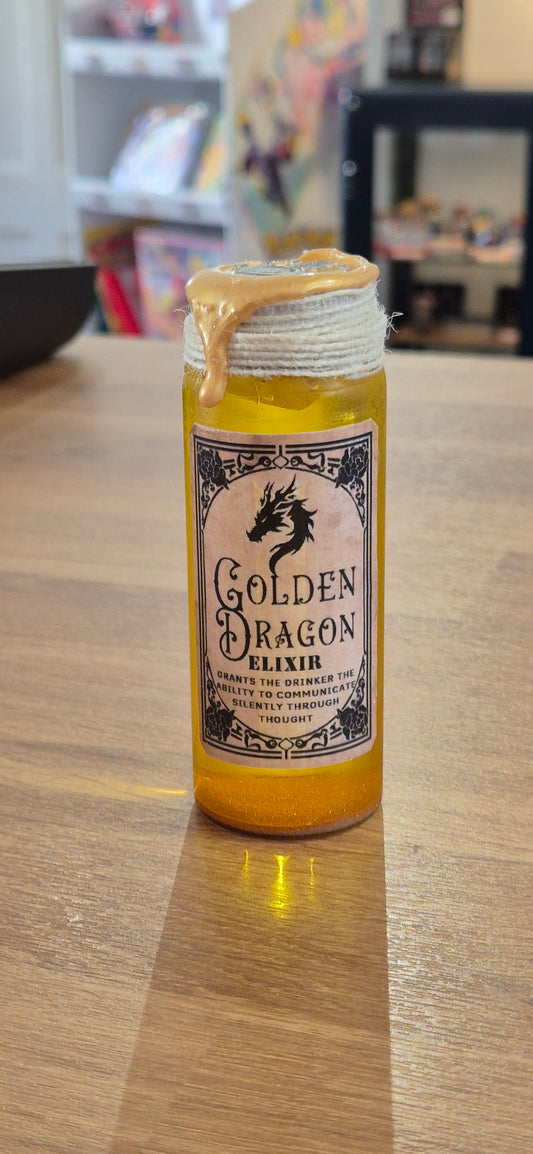 GOLDEN
DRAGON
ELIXIR
GRANTS THE DRINKER THE
ABILITY TO COMMUNICATE
SILENTLY THROUGH
THOUGHT